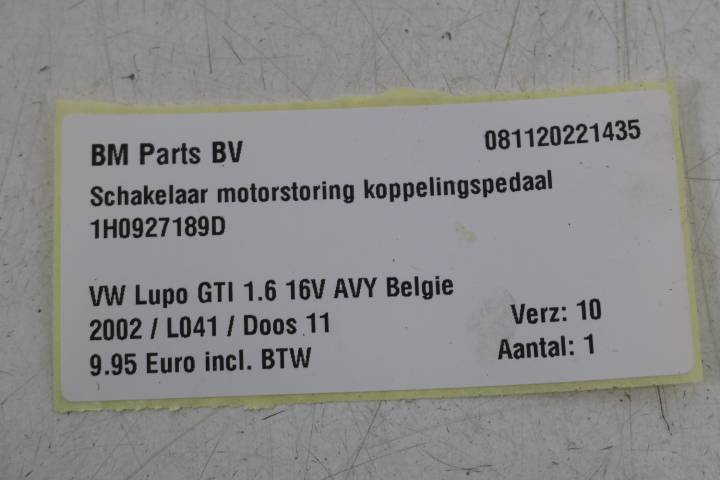 BM Parts BV
081120221435
Schakelaar motorstoring koppelingspedaal
1H0927189D
VW Lupo GTI 1.6 16V AVY Belgie
2002 / L041 / Doos 11
Verz: 10
9.95 Euro incl. BTW
Aantal: 1